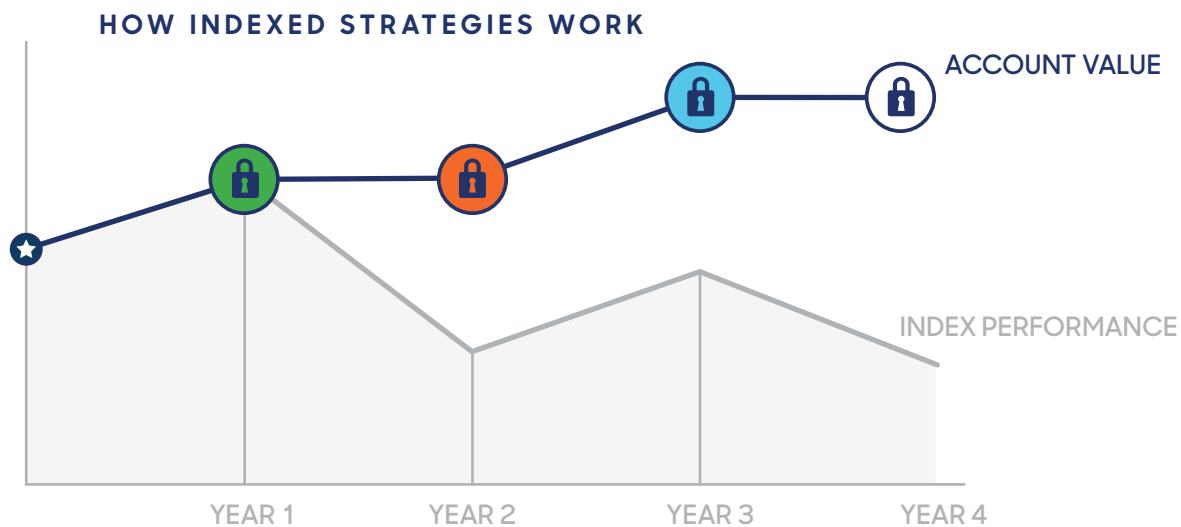 HOW INDEXED STRATEGIES WORK
ACCOUNT VALUE
INDEX PERFORMANCE
YEAR 1
YEAR 2
YEAR 3
YEAR 4